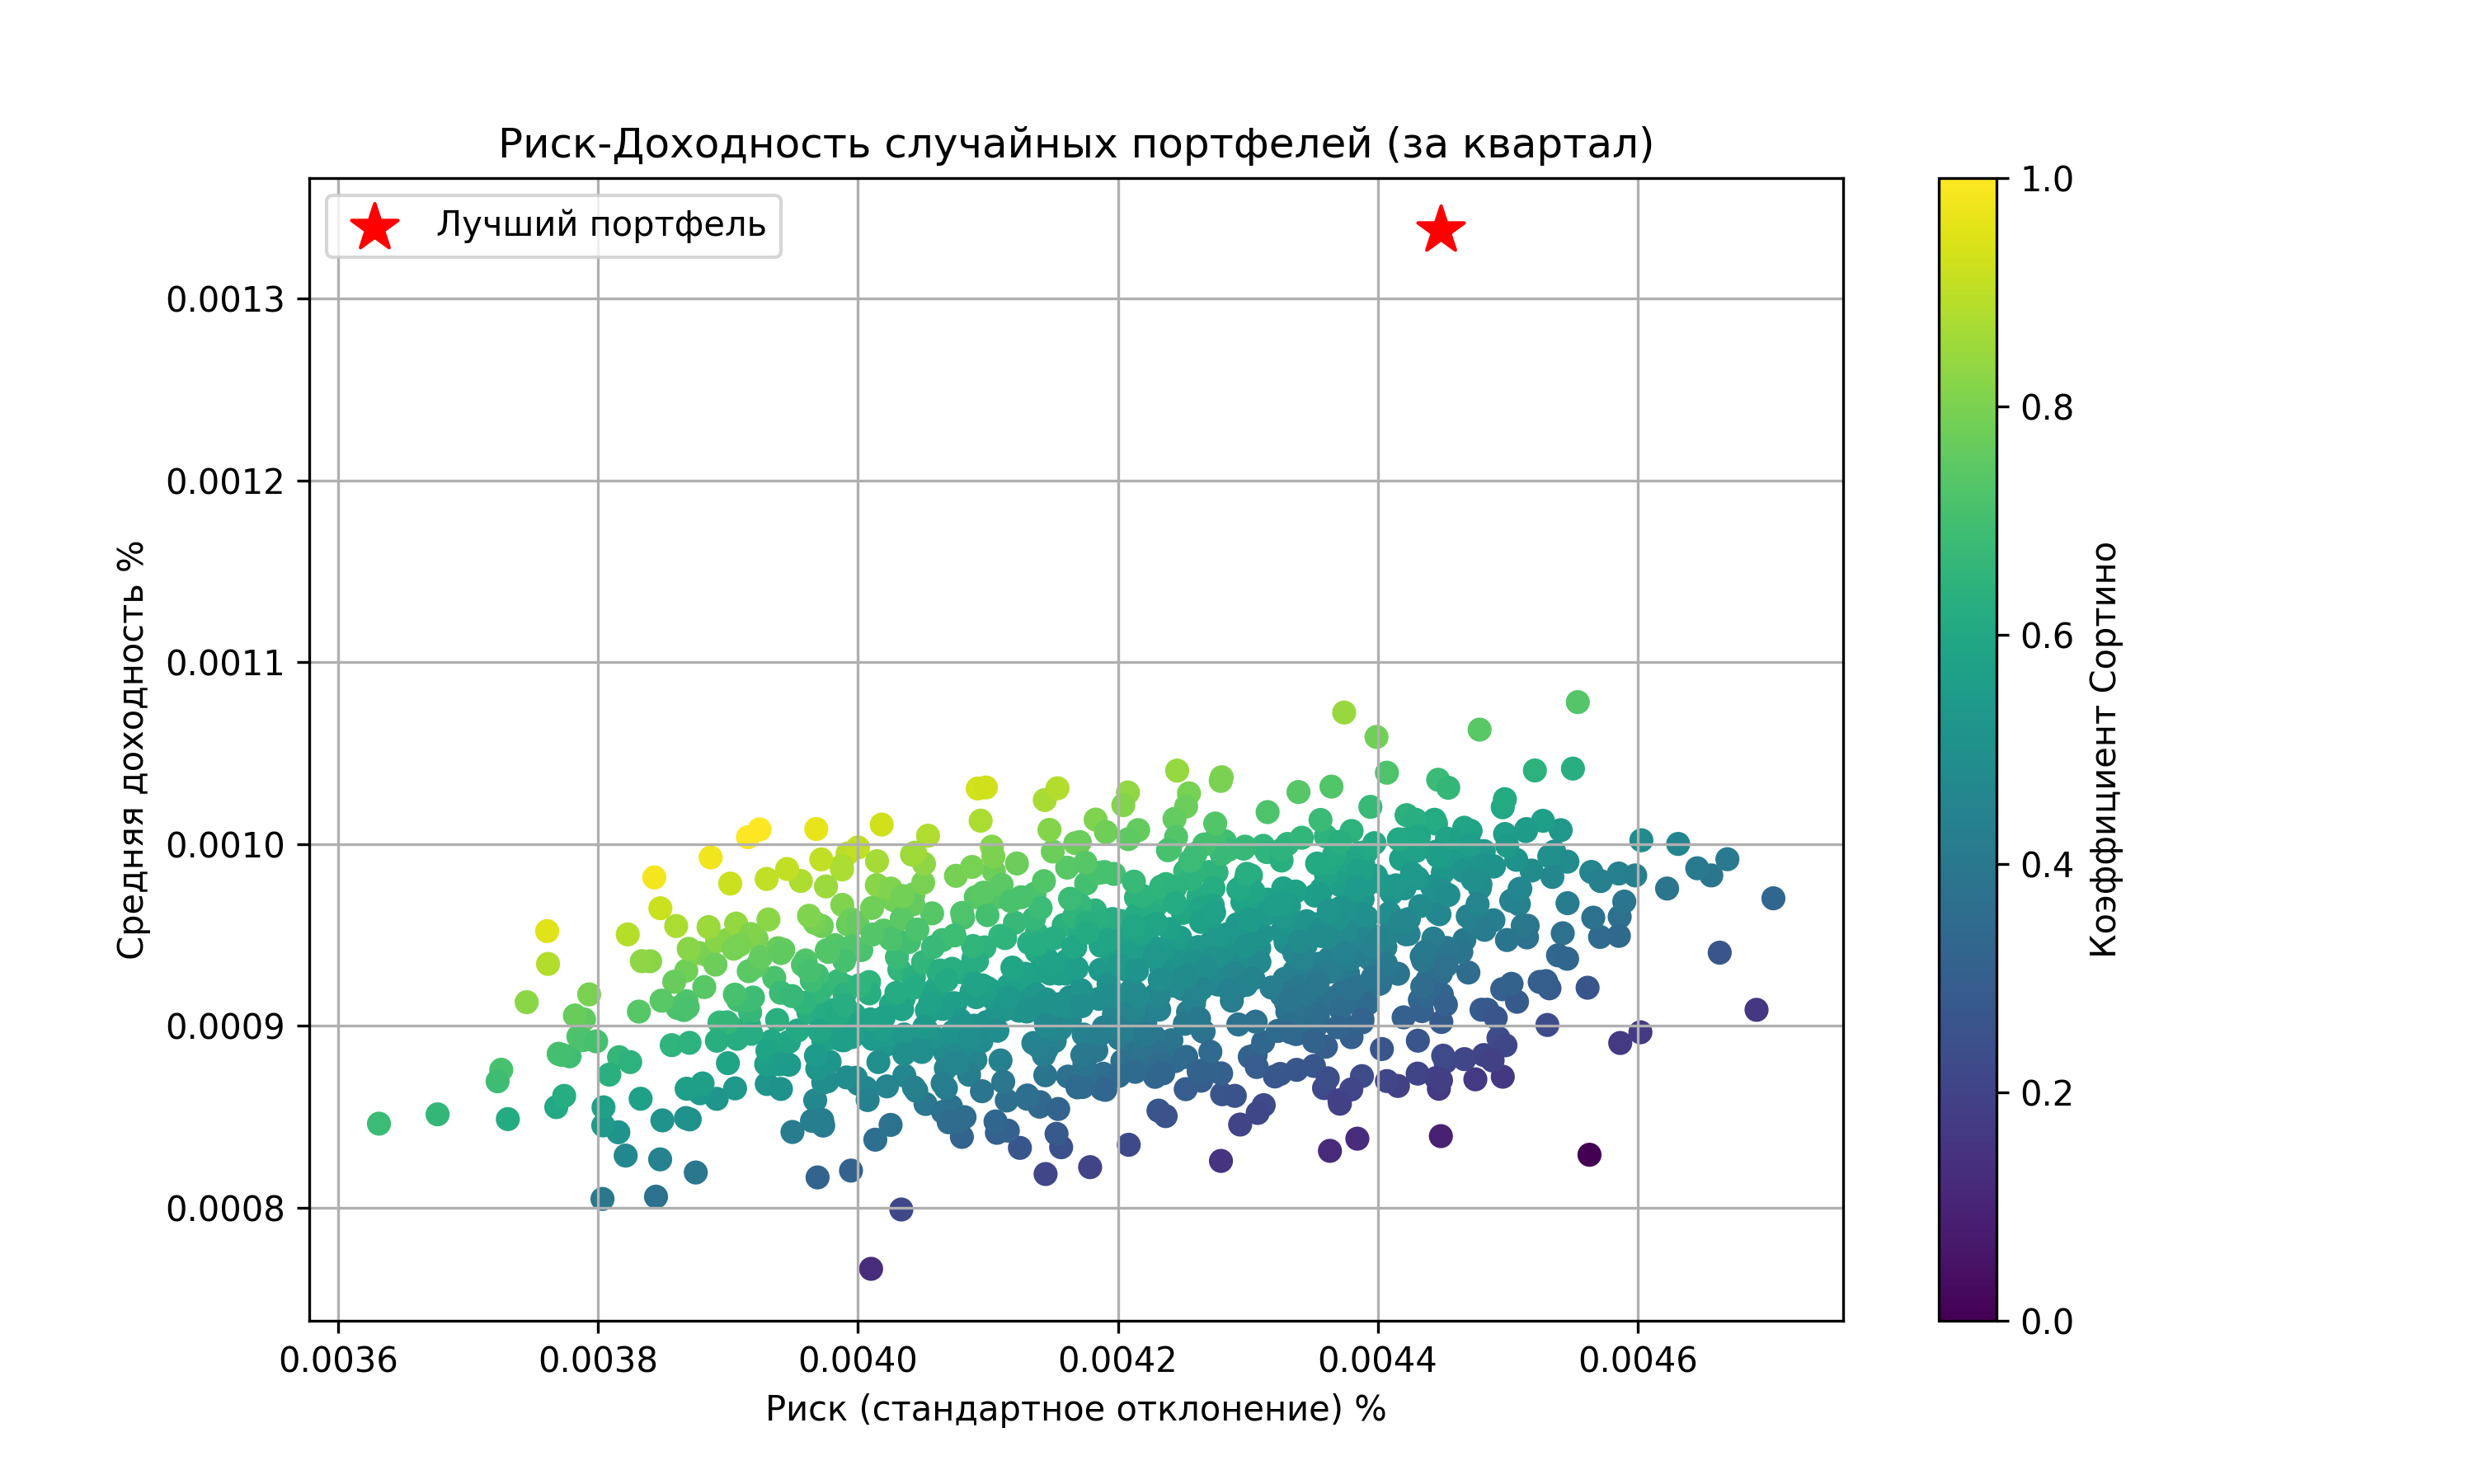 Риск-Доходность случайных портфелей (за квартал)
Лучший портфель
Средняя доходность %
0.0013
0.0012
0.0011
0.0010
0.0009
0.0008
0.0036 0.0038 0.0040 0.0042 0.0044 0.0046
Риск (стандартное отклонение) %
1.0
0.8
0.6
0.4
0.2
0.0
Коэффициент Сортино